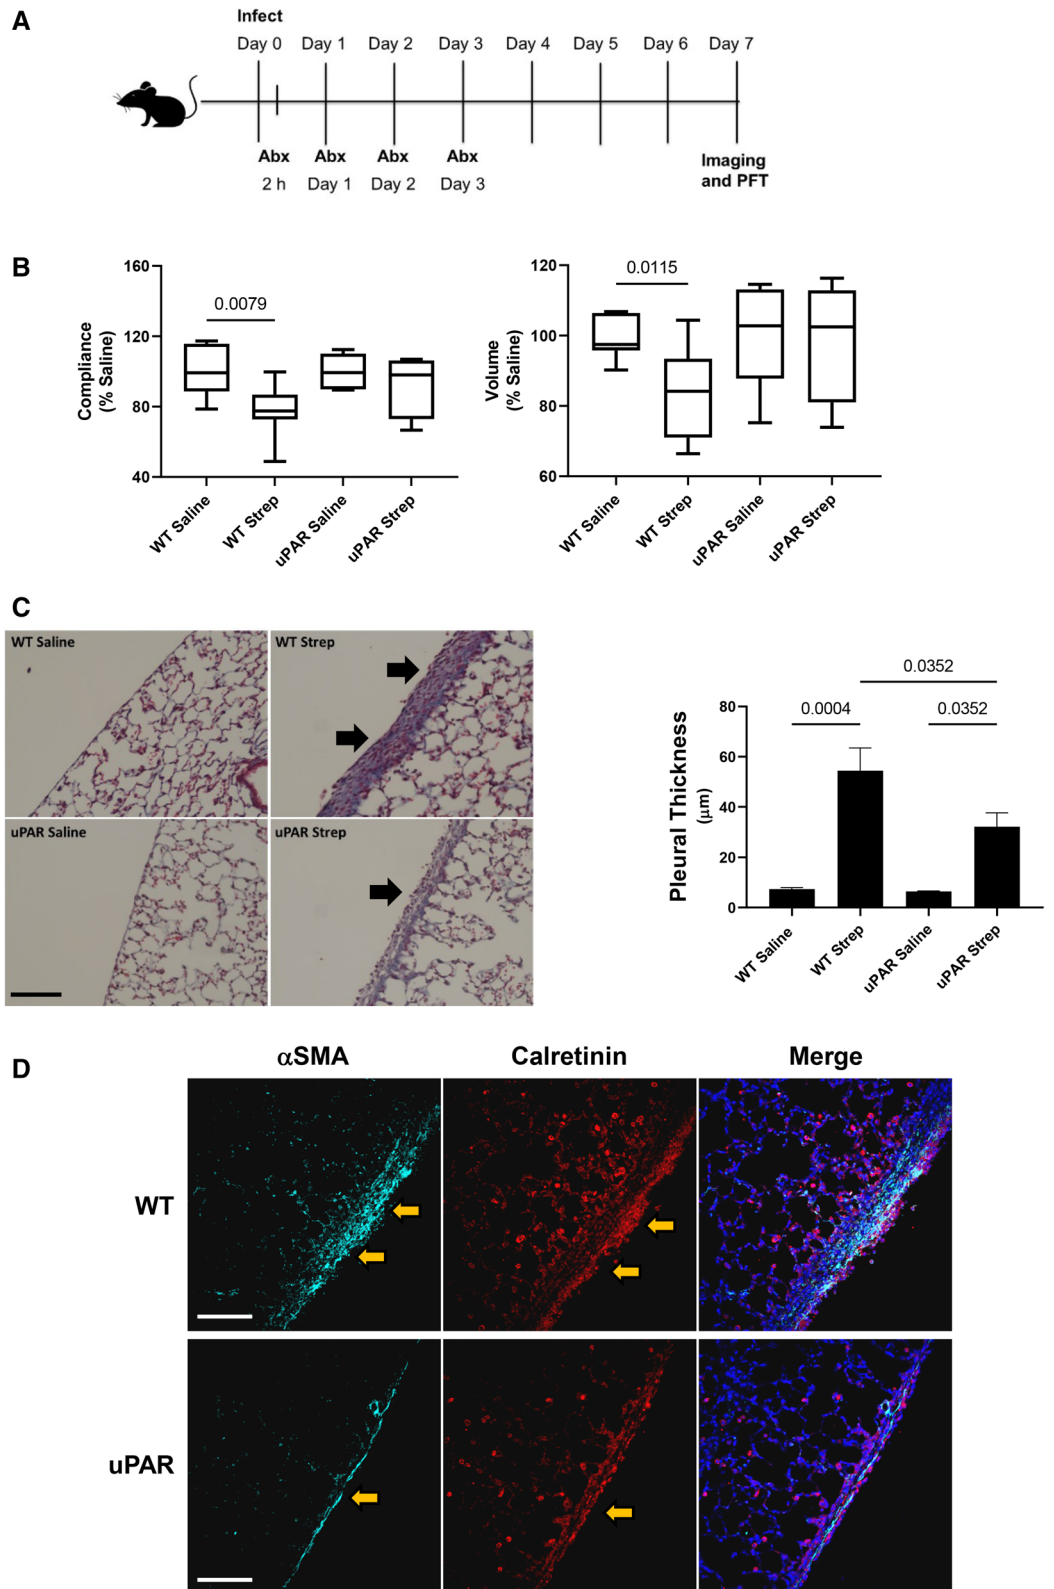 A
Infect
Day 0 Day 1 Day 2 Day 3 Day 4 Day 5 Day 6 Day 7
Abx Abx Abx Abx
2 h Day 1 Day 2 Day 3
Imaging
and PFT
B
Compliance
(% Saline)
160
120
80
40
0.0079
WT Saline
WT Strep
uPAR Saline
uPAR Strep
Volume
(% Saline)
120
100
80
60
0.0115
WT Saline
WT Strep
uPAR Saline
uPAR Strep
C
WT Saline
WT Strep
uPAR Saline
uPAR Strep
Pleural Thickness
(μm)
80
60
40
20
0
0.0352
0.0004
0.0352
WT Saline
WT Strep
uPAR Saline
uPAR Strep
D
αSMA Calretinin Merge
WT
uPAR